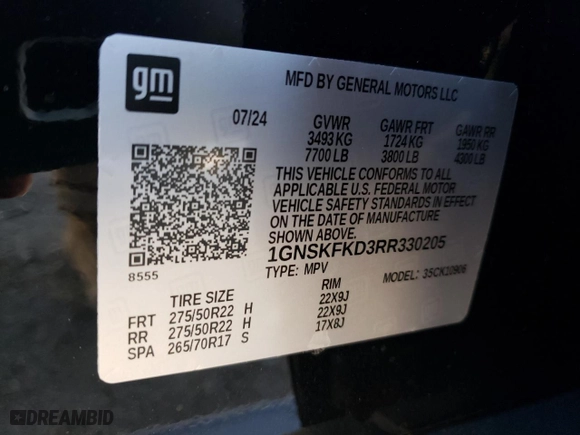 gm
MFD BY GENERAL MOTORS LLC
07/24
GVWR GAWR FRT GAWR RR
3493 KG 1724 KG 1950 KG
7700 LB 3800 LB 4300 LB
THIS VEHICLE CONFORMS TO ALL
APPLICABLE U.S. FEDERAL MOTOR
VEHICLE SAFETY STANDARDS IN EFFECT
ON THE DATE OF MANUFACTURE
SHOWN ABOVE.
1GNSKFKD3RR330205
TYPE: MPV MODEL: 35CK10906
8555
TIRE SIZE RIM
FRT 275/50R22 H 22X9J
RR 275/50R22 H 22X9J
SPA 265/70R17 S 17X8J
DREAMBID